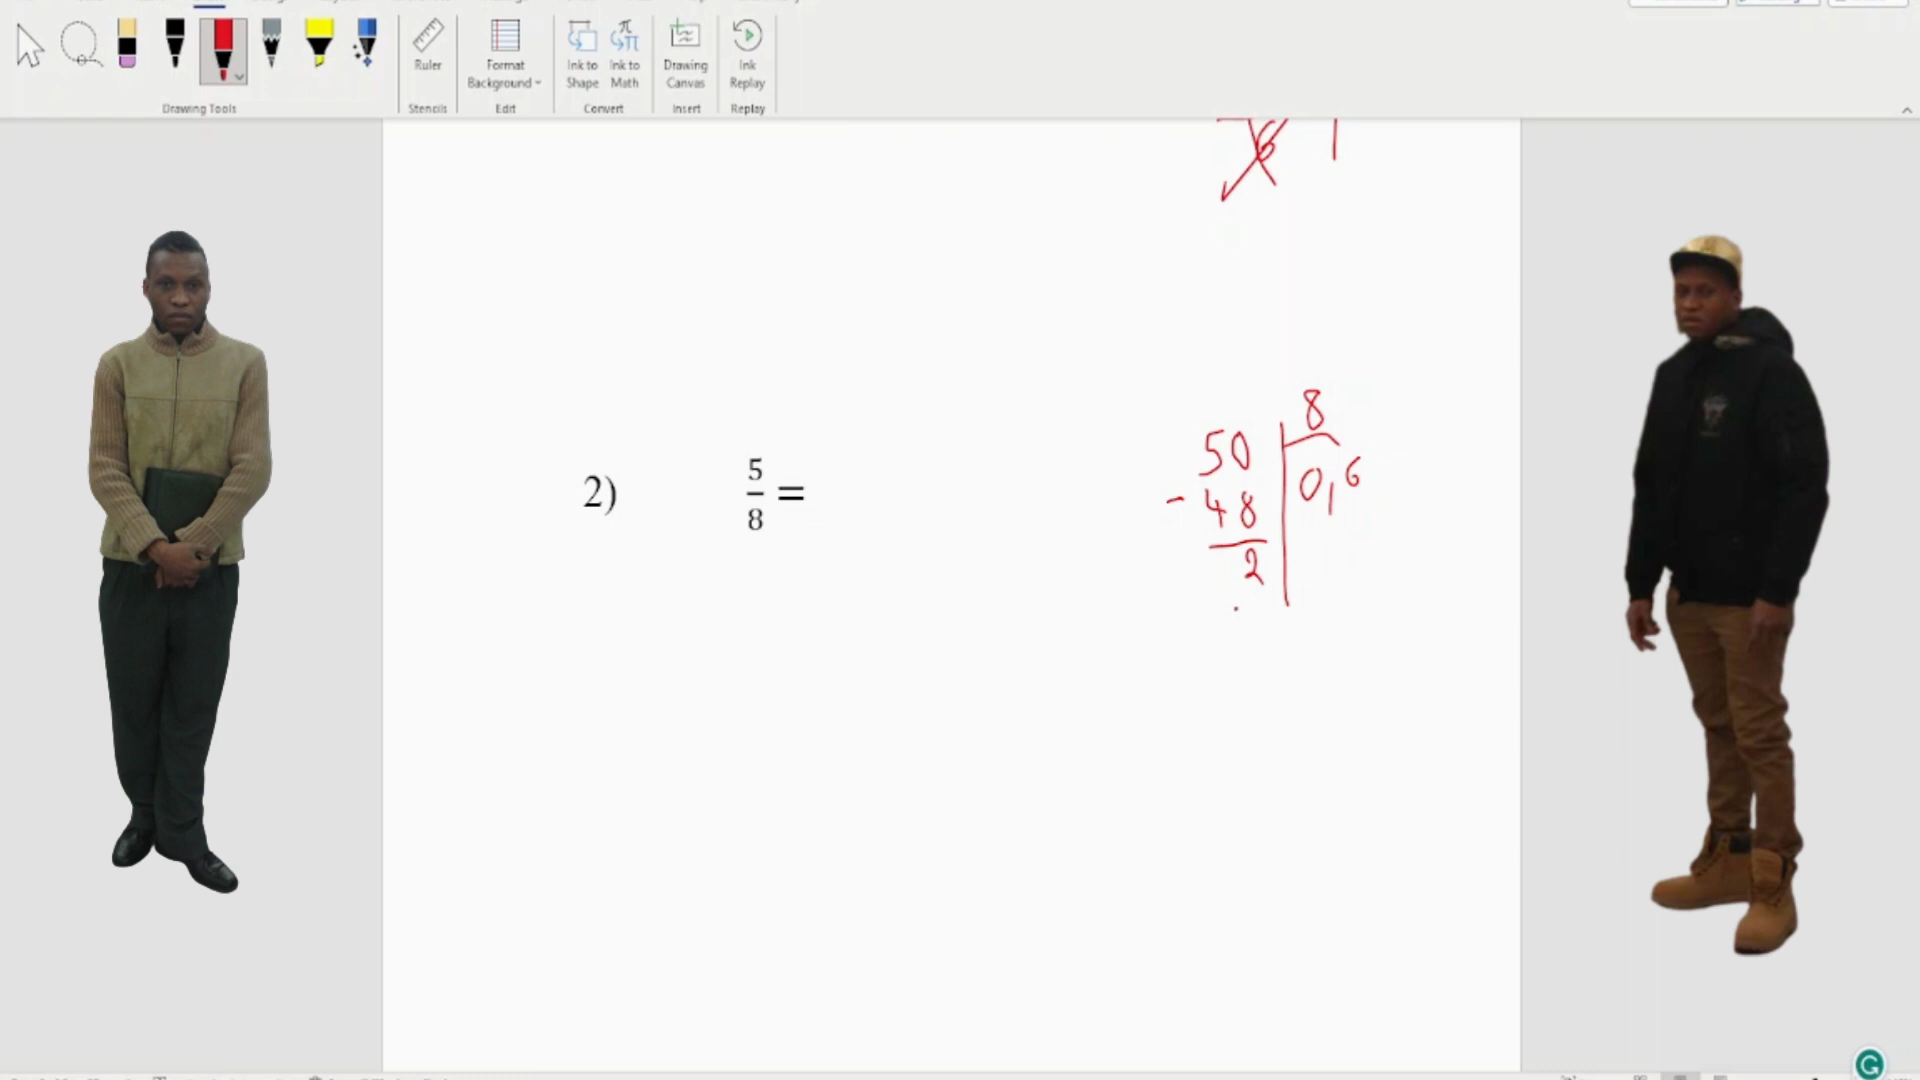 Ruler
Format
Background
Ink to
Shape
Ink to
Math
Drawing
Canvas
Ink
Replay
Drawing Tools
Stencils
Edit
Convert
Insert
Replay
6
8
50
0,6
- 48
2
2) 5/8 =
G